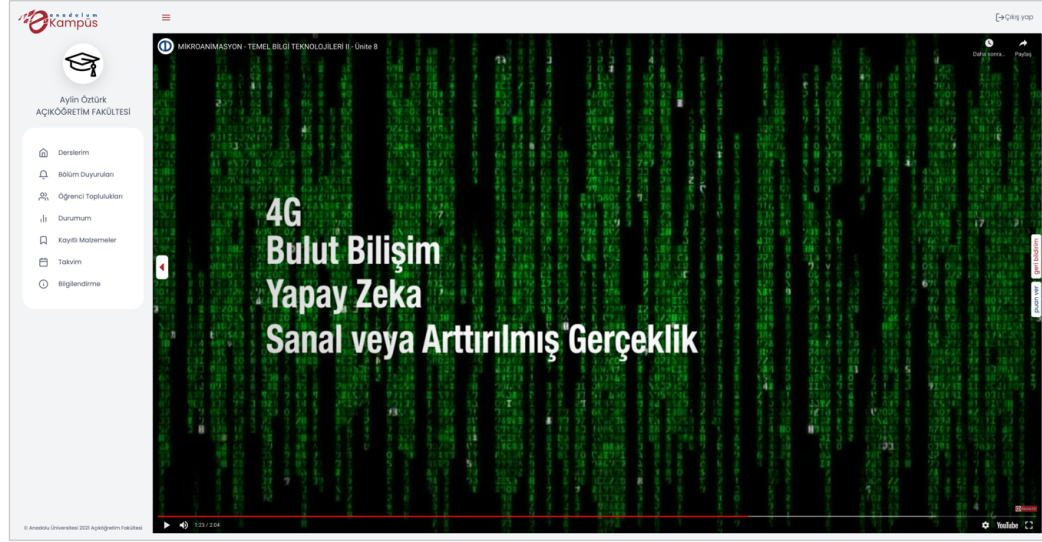 anadolum
eKampüs
Çıkış yap
Aylin Öztürk
AÇIKÖĞRETİM FAKÜLTESİ
Derslerim
Bölüm Duyuruları
Öğrenci Toplulukları
Durumum
Kayıtlı Malzemeler
Takvim
Bilgilendirme
© Anadolu Üniversitesi 2021 Açıköğretim Fakültesi
MİKROANİMASYON - TEMEL BİLGİ TEKNOLOJİLERİ II - Ünite 8
Daha sonra...
Paylaş
4G
Bulut Bilişim
Yapay Zeka
Sanal veya Arttırılmış Gerçeklik
geri bildirim
puan ver
1:23 / 2:04
YouTube